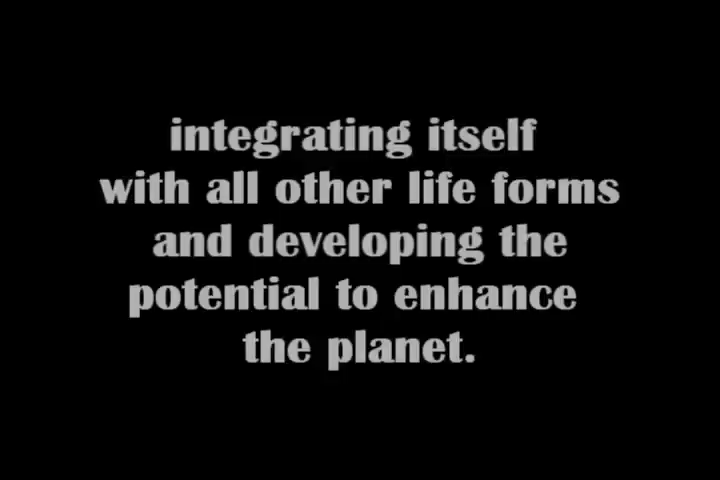 integrating itself
with all other life forms
and developing the
potential to enhance
the planet.